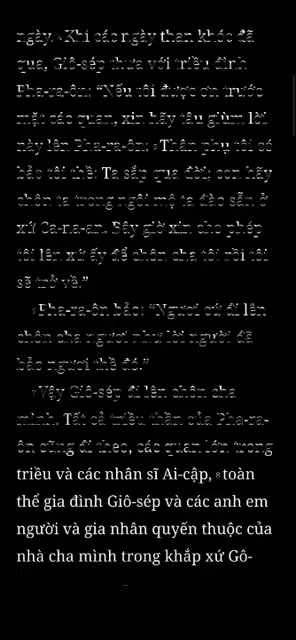 ngày. ₄Khi các ngày than khóc đã
qua, Giô-sép thưa với triều đình
Pha-ra-ôn: “Nếu tôi được ơn trước
mặt các quan, xin hãy tâu giùm lời
này lên Pha-ra-ôn: ₅Thân phụ tôi có
bảo tôi thề: Ta sắp qua đời; con hãy
chôn ta trong ngôi mộ ta đào sẵn ở
xứ Ca-na-an. Bây giờ xin cho phép
tôi lên xứ ấy để chôn cha tôi rồi tôi
sẽ trở về.”
₆Pha-ra-ôn bảo: “Ngươi cứ đi lên
chôn cha ngươi như lời người đã
bảo ngươi thề đó.”
₇Vậy Giô-sép đi lên chôn cha
mình. Tất cả triều thần của Pha-ra-
ôn cũng đi theo, các quan lớn trong
triều và các nhân sĩ Ai-cập, ₈toàn
thể gia đình Giô-sép và các anh em
người và gia nhân quyến thuộc của
nhà cha mình trong khắp xứ Gô-